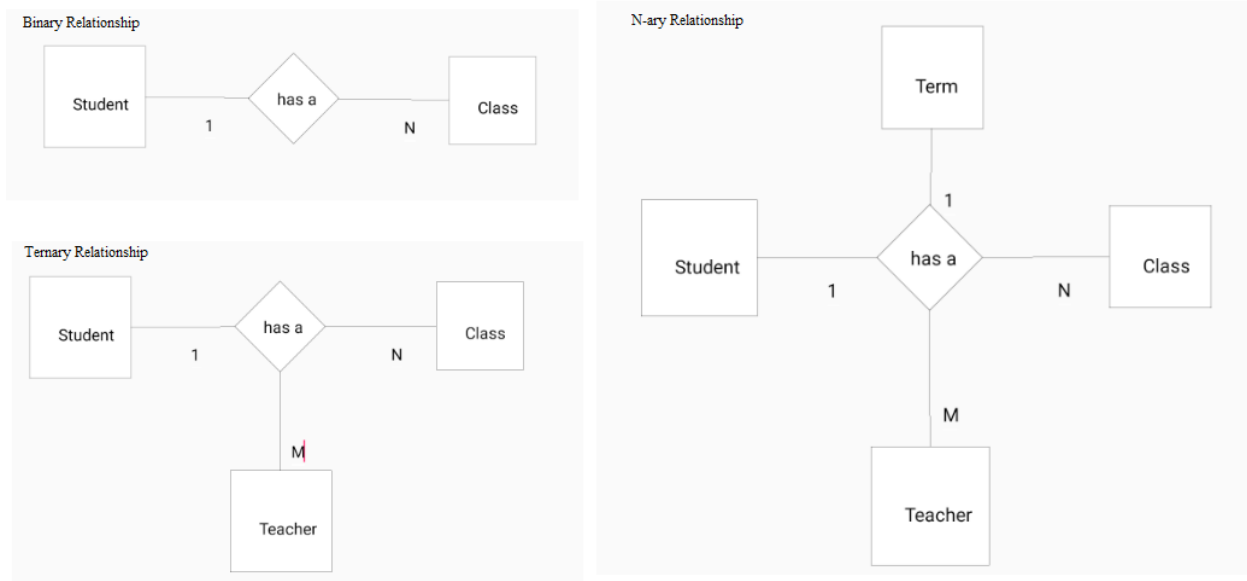 Binary Relationship
Student
has a
Class
1
N
Ternary Relationship
Student
has a
Class
1
N
M
Teacher
N-ary Relationship
Term
1
Student
has a
Class
1
N
M
Teacher